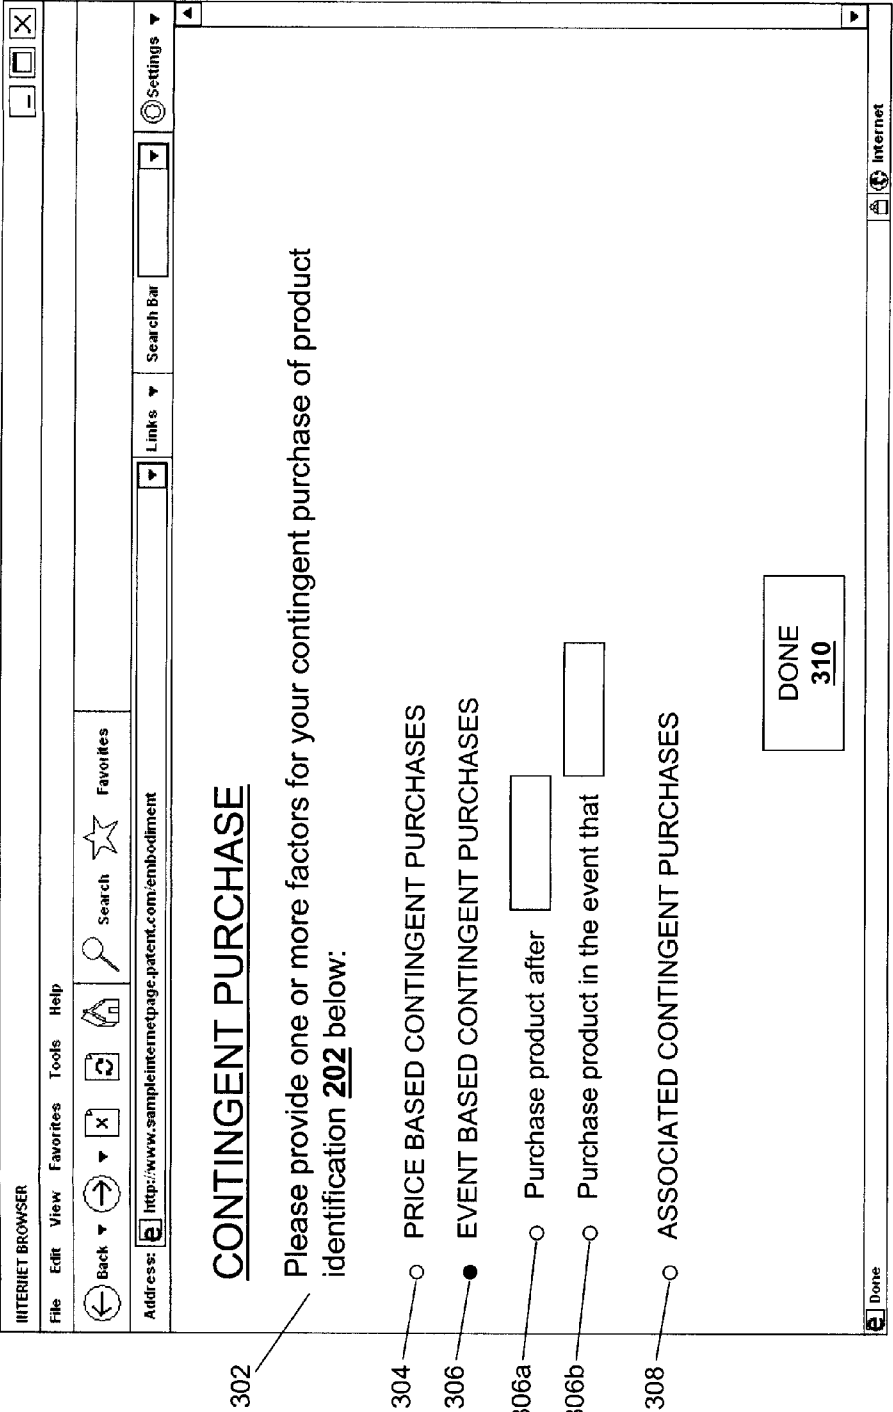 INTERNET BROWSER
File Edit View Favorites Tools Help
Back Search Favorites
Address: http://www.sampleinternetpage.patent.com/embodiment Links Search Bar Settings
CONTINGENT PURCHASE
302 Please provide one or more factors for your contingent purchase of product
identification 202 below:
304 PRICE BASED CONTINGENT PURCHASES
306 EVENT BASED CONTINGENT PURCHASES
306a Purchase product after
306b Purchase product in the event that
308 ASSOCIATED CONTINGENT PURCHASES
DONE
310
Done Internet